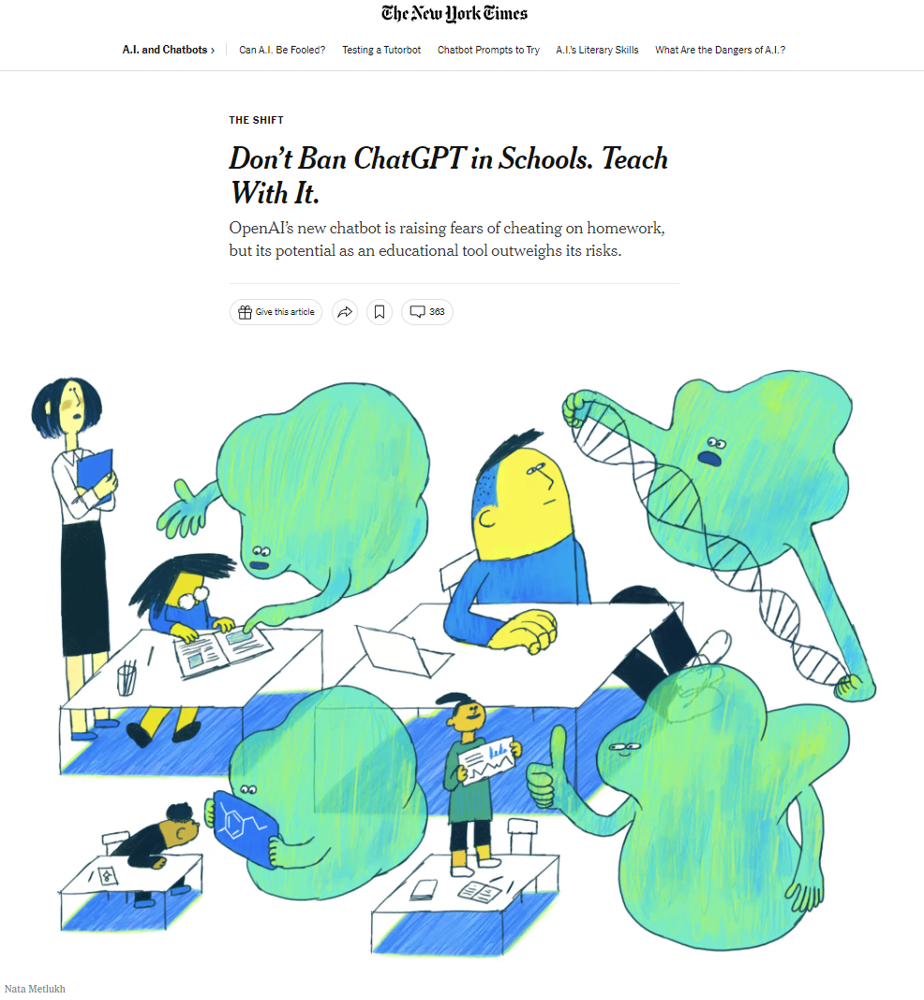 The New York Times
A.I. and Chatbots › Can A.I. Be Fooled? Testing a Tutorbot Chatbot Prompts to Try A.I.'s Literary Skills What Are the Dangers of A.I.?
THE SHIFT
Don’t Ban ChatGPT in Schools. Teach
With It.
OpenAI’s new chatbot is raising fears of cheating on homework,
but its potential as an educational tool outweighs its risks.
Give this article 363
Nata Metlukh